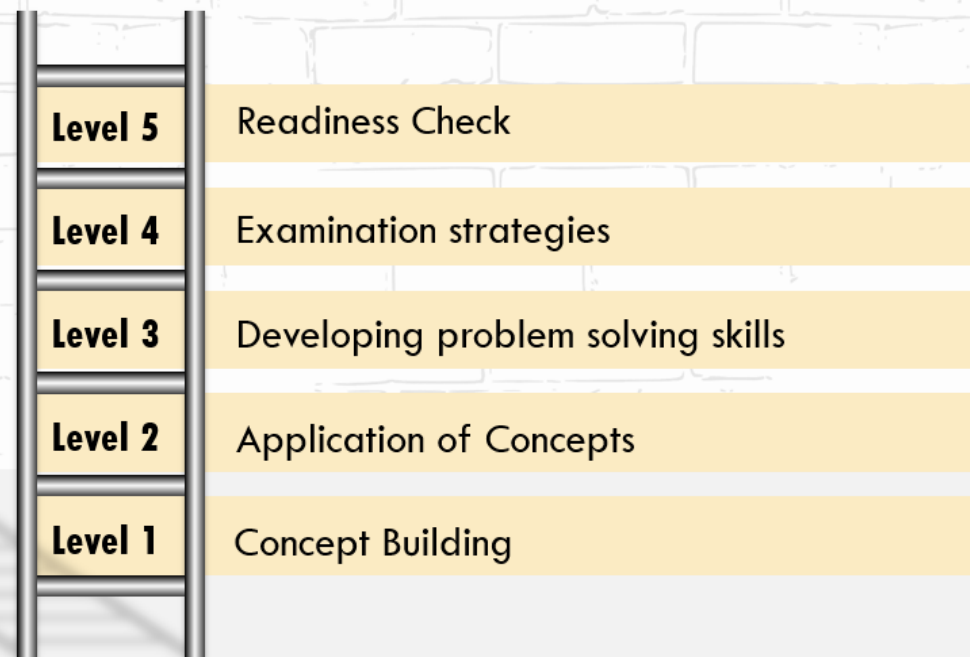 Level 5 Readiness Check
Level 4 Examination strategies
Level 3 Developing problem solving skills
Level 2 Application of Concepts
Level 1 Concept Building